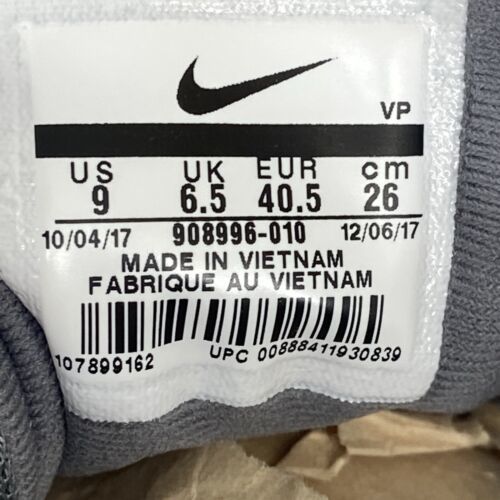 VP
US UK EUR cm
9 6.5 40.5 26
10/04/17 908996-010 12/06/17
MADE IN VIETNAM
FABRIQUE AU VIETNAM
107899162 UPC 00888411930839